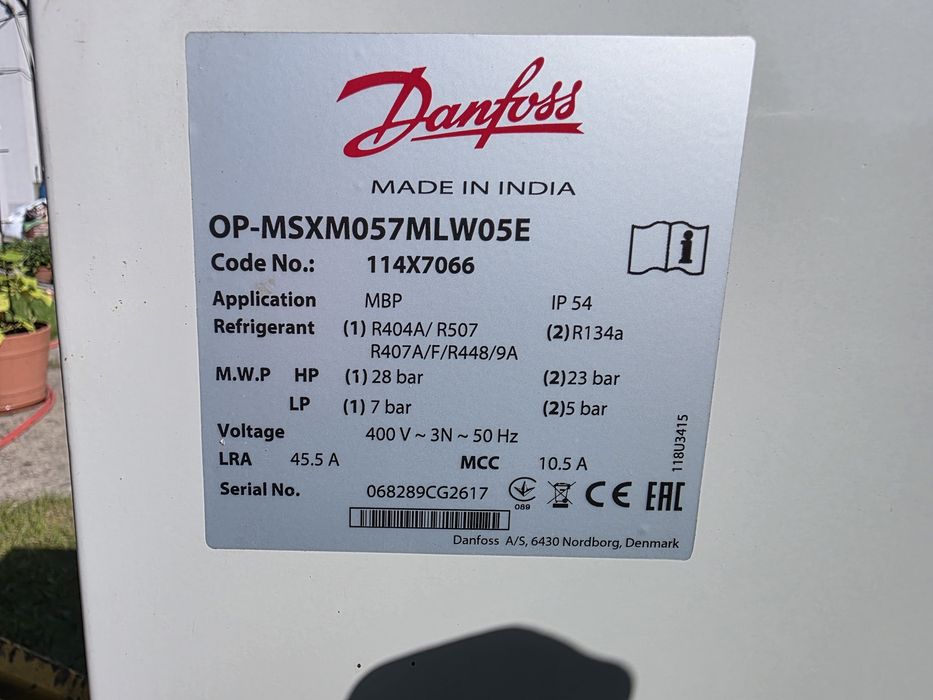 Danfoss
MADE IN INDIA
OP-MSXM057MLW05E
Code No.: 114X7066
Application MBP IP 54
Refrigerant (1) R404A/ R507 (2) R134a
R407A/F/R448/9A
M.W.P HP (1) 28 bar (2) 23 bar
LP (1) 7 bar (2) 5 bar
Voltage 400 V ~ 3N ~ 50 Hz
LRA 45.5 A MCC 10.5 A
Serial No. 068289CG2617
089
CE EAC
118U3415
Danfoss A/S, 6430 Nordborg, Denmark